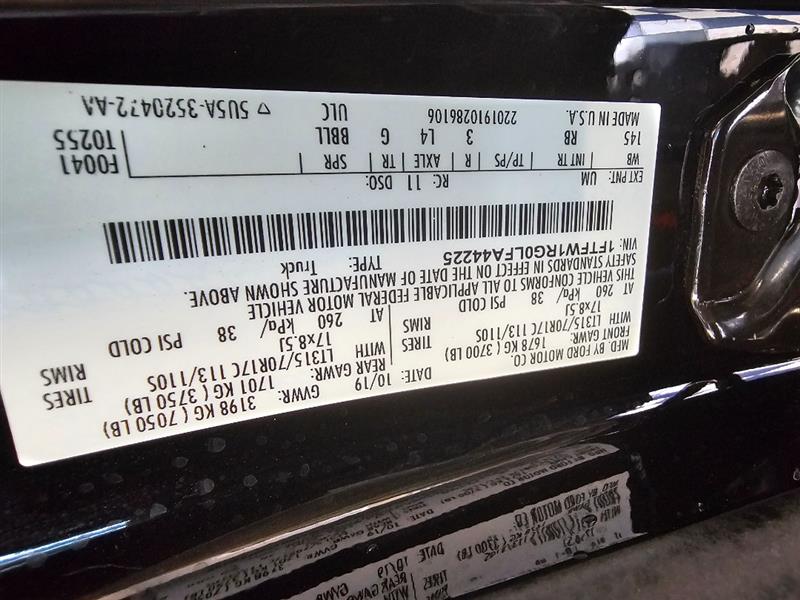 MFD. BY FORD MOTOR CO.
10/19 GVWR: 3198 KG ( 7050 LB)
FRONT GAWR: REAR GAWR: 1701 KG ( 3750 LB)
1678 KG ( 3700 LB) WITH TIRES
WITH TIRES LT315/70R17C 113/110S RIMS
LT315/70R17C 113/110S RIMS 17x8.5J
17x8.5J AT 260 kPa/ 38 PSI COLD
AT 260 kPa/ 38 PSI COLD
THIS VEHICLE CONFORMS TO ALL APPLICABLE FEDERAL MOTOR VEHICLE
SAFETY STANDARDS IN EFFECT ON THE DATE OF MANUFACTURE SHOWN ABOVE.
VIN: 1FTFW1RG0LFA44225 TYPE: Truck
EXT PNT: UM RC: 11 DSO: F0041
WB INT TR TP/PS R AXLE TR SPR T0255
145 RB 3 L4 G BBLL
MADE IN U.S.A. 2201910286106 ULC 5U5A-3520472-AA